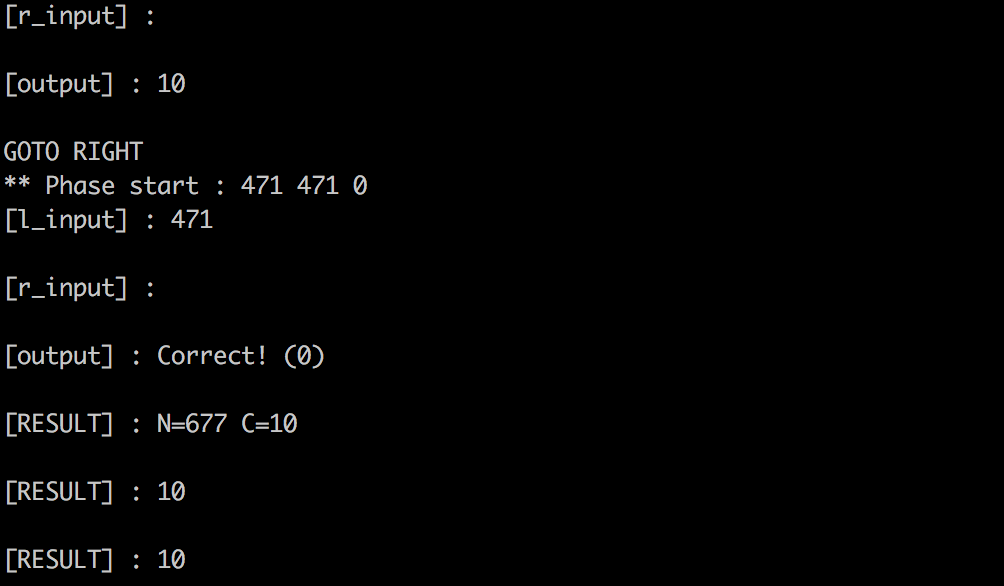 [r_input] :
[output] : 10
GOTO RIGHT
** Phase start : 471 471 0
[l_input] : 471
[r_input] :
[output] : Correct! (0)
[RESULT] : N=677 C=10
[RESULT] : 10
[RESULT] : 10